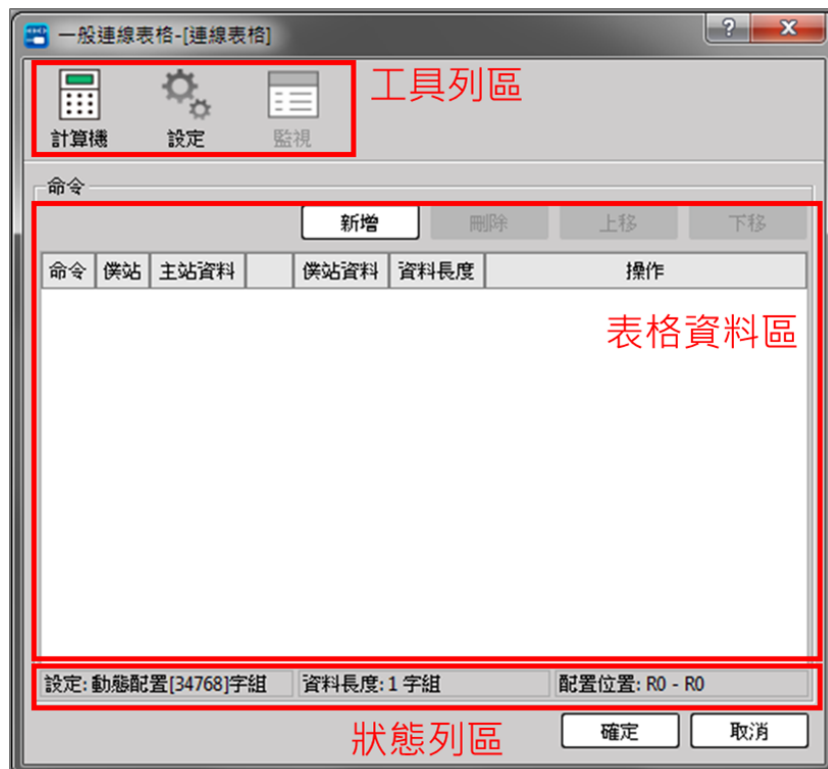 一般連線表格-[連線表格]
工具列區
計算機 設定 監視
命令
新增 刪除 上移 下移
命令 僕站 主站資料 僕站資料 資料長度 操作
表格資料區
設定: 動態配置[34768]字組 資料長度: 1 字組 配置位置: R0 - R0
狀態列區
確定 取消